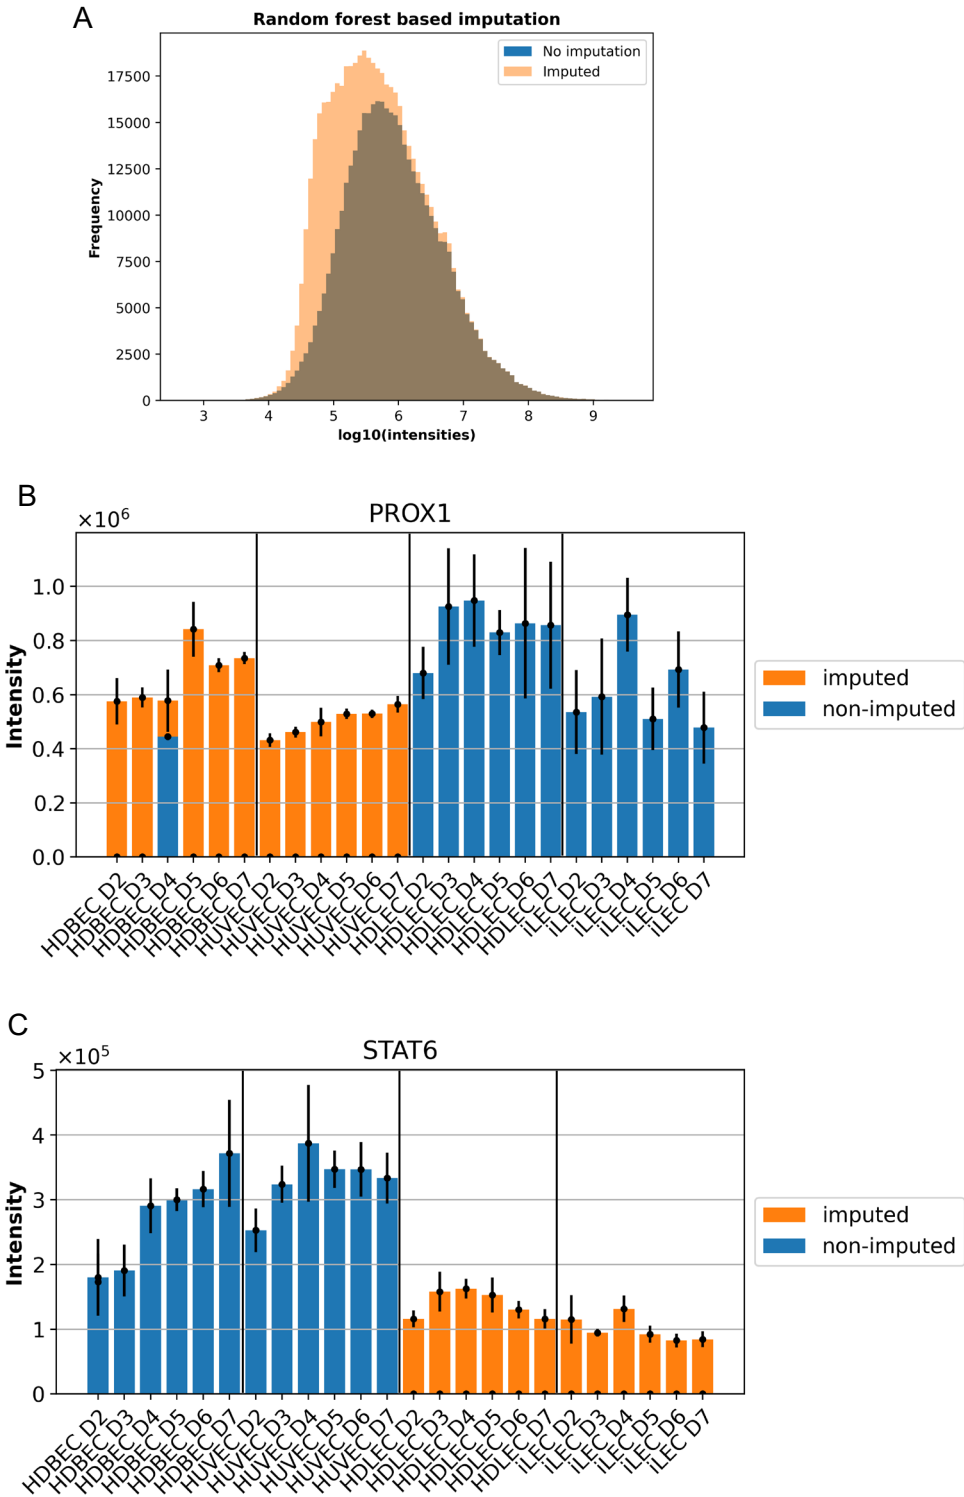 A
Random forest based imputation
No imputation
Imputed
17500
15000
12500
10000
7500
5000
2500
0
Frequency
3 4 5 6 7 8 9
log10(intensities)
B
×10⁶
PROX1
1.0
0.8
0.6
0.4
0.2
0.0
Intensity
imputed
non-imputed
HDBEC D2
HDBEC D3
HDBEC D4
HDBEC D5
HDBEC D6
HDBEC D7
HUVEC D2
HUVEC D3
HUVEC D4
HUVEC D5
HUVEC D6
HUVEC D7
HDLEC D2
HDLEC D3
HDLEC D4
HDLEC D5
HDLEC D6
HDLEC D7
iLEC D2
iLEC D3
iLEC D4
iLEC D5
iLEC D6
iLEC D7
C
×10⁵
STAT6
5
4
3
2
1
0
Intensity
imputed
non-imputed
HDBEC D2
HDBEC D3
HDBEC D4
HDBEC D5
HDBEC D6
HDBEC D7
HUVEC D2
HUVEC D3
HUVEC D4
HUVEC D5
HUVEC D6
HUVEC D7
HDLEC D2
HDLEC D3
HDLEC D4
HDLEC D5
HDLEC D6
HDLEC D7
iLEC D2
iLEC D3
iLEC D4
iLEC D5
iLEC D6
iLEC D7